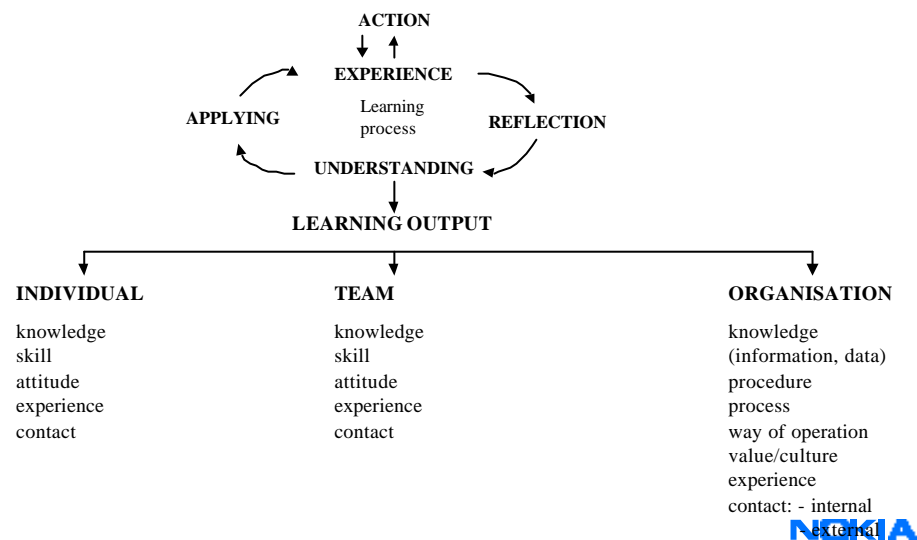 ACTION
EXPERIENCE
Learning
process
APPLYING
REFLECTION
UNDERSTANDING
LEARNING OUTPUT
INDIVIDUAL
knowledge
skill
attitude
experience
contact
TEAM
knowledge
skill
attitude
experience
contact
ORGANISATION
knowledge
(information, data)
procedure
process
way of operation
value/culture
experience
contact: - internal
- external
NOKIA